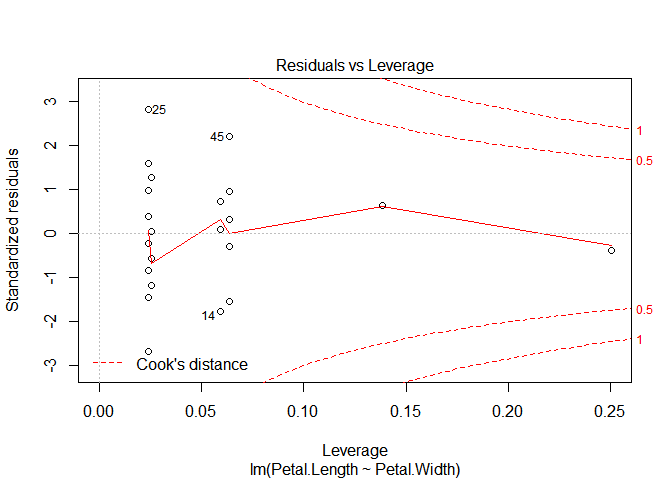 Residuals vs Leverage
Standardized residuals
3
2
1
0
-1
-2
-3
25
45
14
1
0.5
0.5
1
Cook's distance
0.00 0.05 0.10 0.15 0.20 0.25
Leverage
lm(Petal.Length ~ Petal.Width)